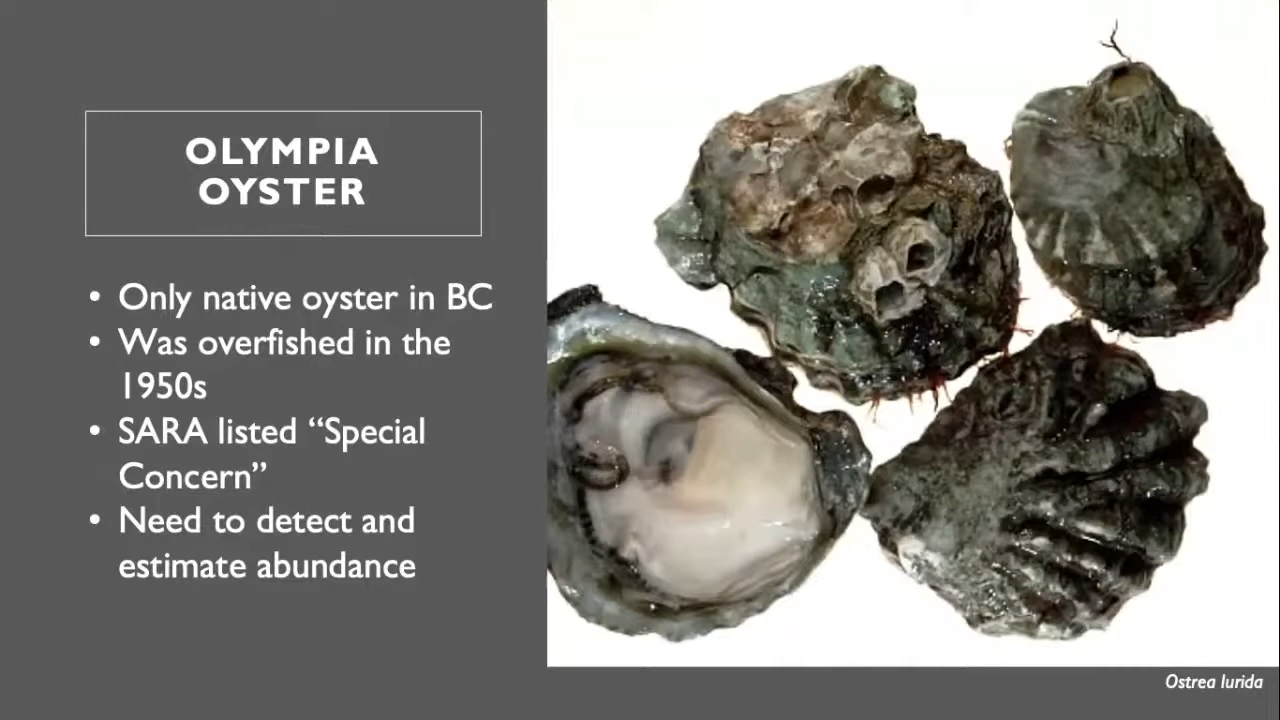 OLYMPIA
OYSTER
• Only native oyster in BC
• Was overfished in the
1950s
• SARA listed “Special
Concern”
• Need to detect and
estimate abundance
Ostrea lurida